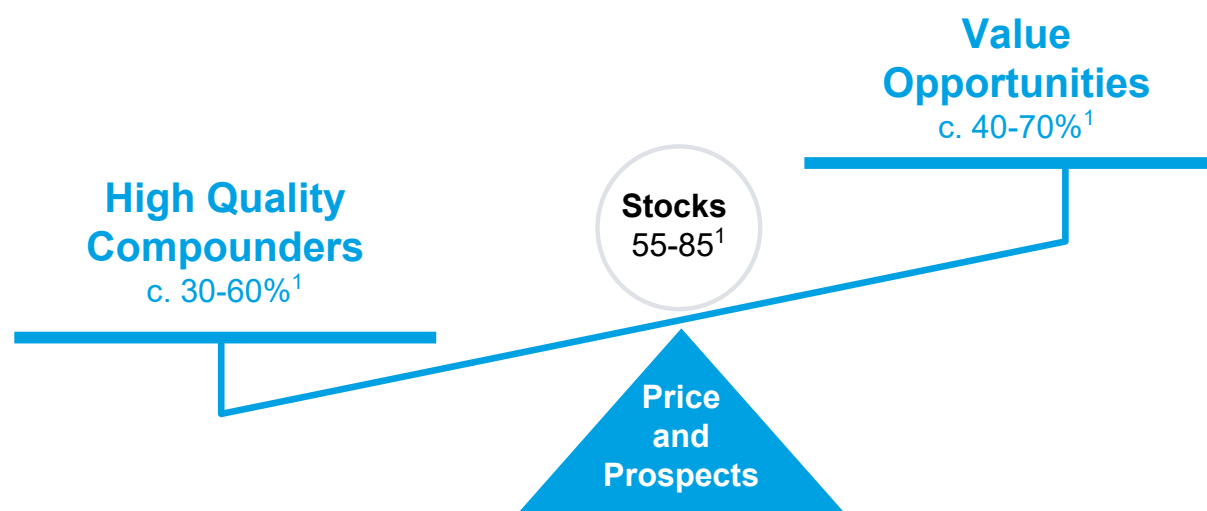 High Quality
Compounders
c. 30-60%¹
Stocks
55-85¹
Value
Opportunities
c. 40-70%¹
Price
and
Prospects